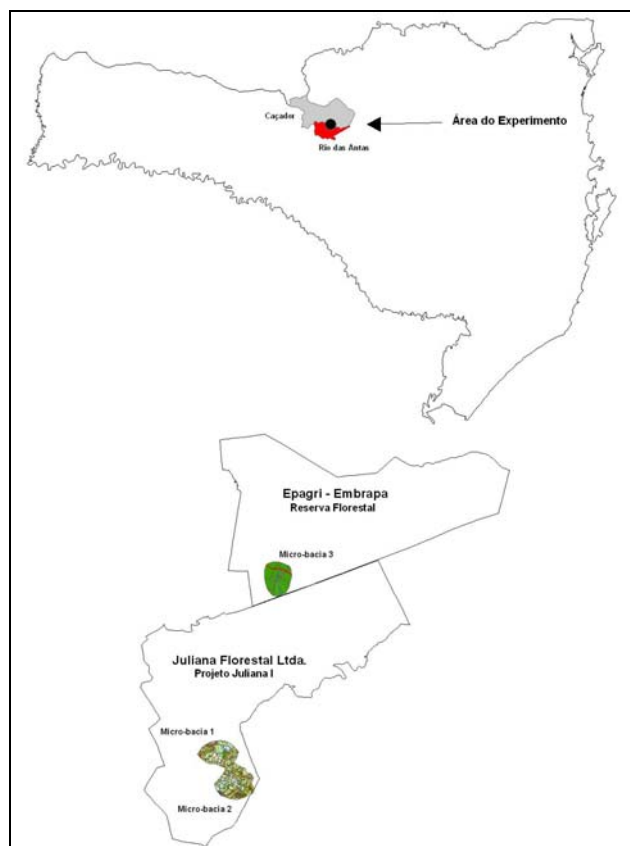 Caçador
Área do Experimento
Rio das Antas
Epagri - Embrapa
Reserva Florestal
Micro-bacia 3
Juliana Florestal Ltda.
Projeto Juliana I
Micro-bacia 1
Micro-bacia 2